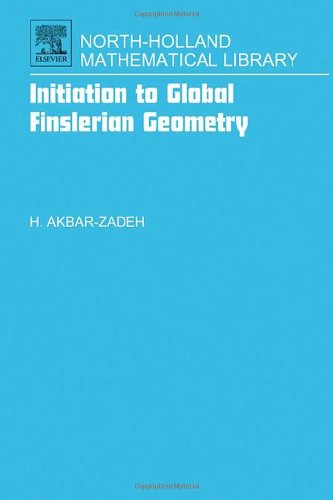 ELSEVIER
NORTH-HOLLAND
MATHEMATICAL LIBRARY
Initiation to Global
Finslerian Geometry
H. AKBAR-ZADEH